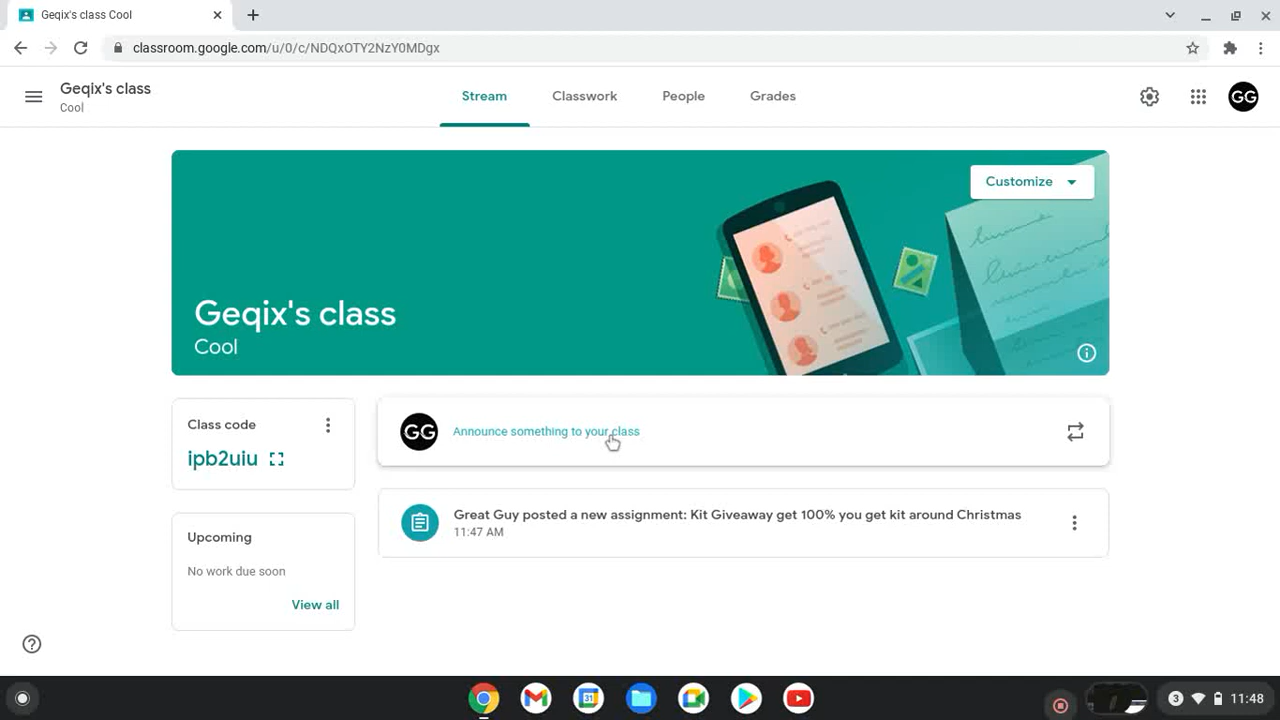 Geqix's class Cool
classroom.google.com/u/0/c/NDQxOTY2NzY0MDgx
Geqix's class
Cool
Stream
Classwork
People
Grades
GG
Customize
Geqix's class
Cool
Class code
ipb2uiu
GG
Announce something to your class
Great Guy posted a new assignment: Kit Giveaway get 100% you get kit around Christmas
11:47 AM
Upcoming
No work due soon
View all
31
3
11:48